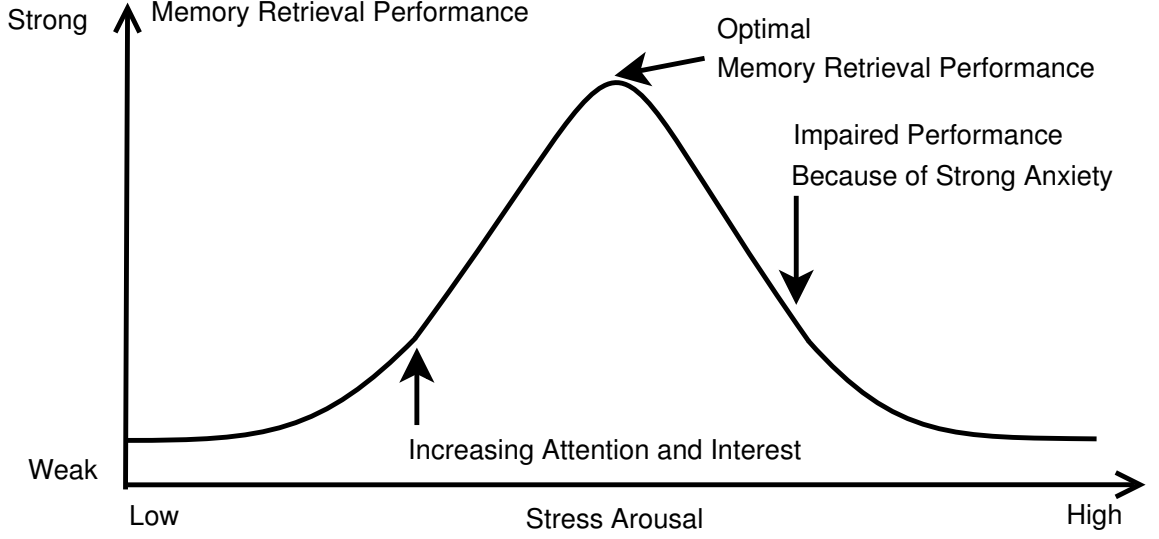 Strong
Memory Retrieval Performance
Optimal
Memory Retrieval Performance
Impaired Performance
Because of Strong Anxiety
Increasing Attention and Interest
Weak
Low
Stress Arousal
High